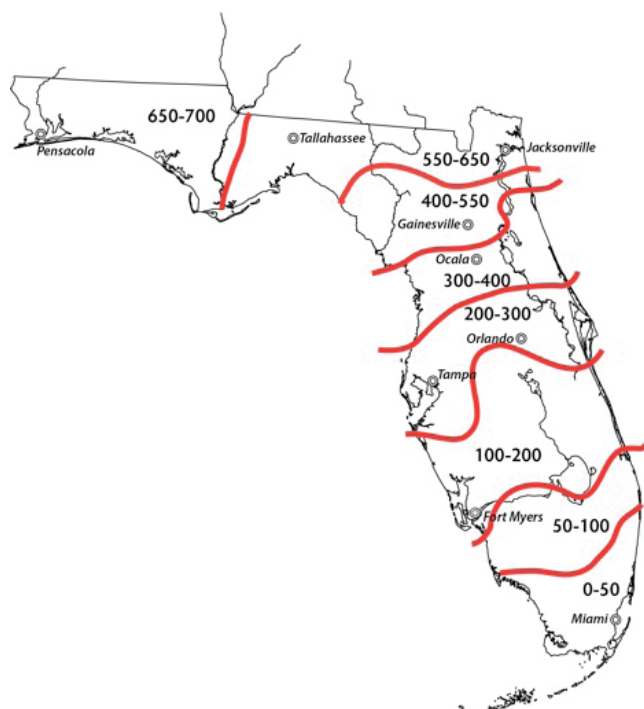 650-700
Tallahassee
Jacksonville
Pensacola
550-650
400-550
Gainesville
Ocala
300-400
200-300
Orlando
Tampa
100-200
Fort Myers
50-100
0-50
Miami